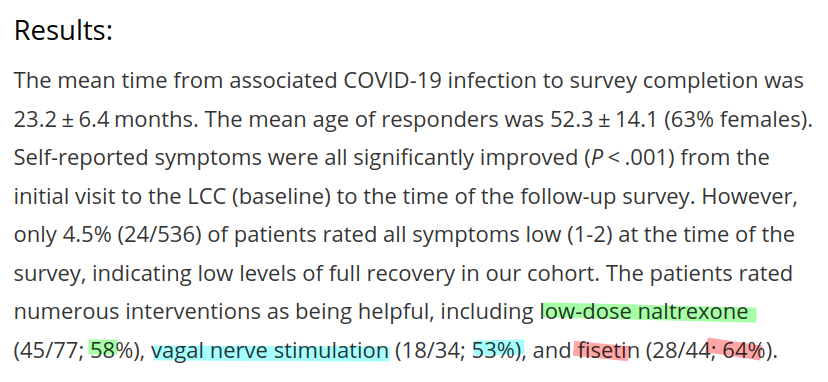 Results:
The mean time from associated COVID-19 infection to survey completion was
23.2 ± 6.4 months. The mean age of responders was 52.3 ± 14.1 (63% females).
Self-reported symptoms were all significantly improved (P < .001) from the
initial visit to the LCC (baseline) to the time of the follow-up survey. However,
only 4.5% (24/536) of patients rated all symptoms low (1-2) at the time of the
survey, indicating low levels of full recovery in our cohort. The patients rated
numerous interventions as being helpful, including low-dose naltrexone
(45/77; 58%), vagal nerve stimulation (18/34; 53%), and fisetin (28/44; 64%).